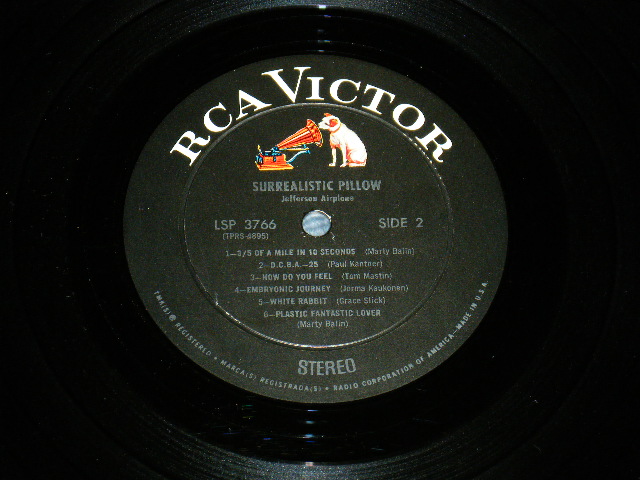 RCA VICTOR
SURREALISTIC PILLOW
Jefferson Airplane
LSP 3766 SIDE 2
(TPRS-4895)
1—3/5 OF A MILE IN 10 SECONDS (Marty Balin)
2—D.C.B.A.—25 (Paul Kantner)
3—HOW DO YOU FEEL (Tom Mastin)
4—EMBRYONIC JOURNEY (Jorma Kaukonen)
5—WHITE RABBIT (Grace Slick)
6—PLASTIC FANTASTIC LOVER
(Marty Balin)
STEREO
TMK(S) ® REGISTERED • MARCA(S) REGISTRADA(S) • RADIO CORPORATION OF AMERICA—MADE IN U.S.A.